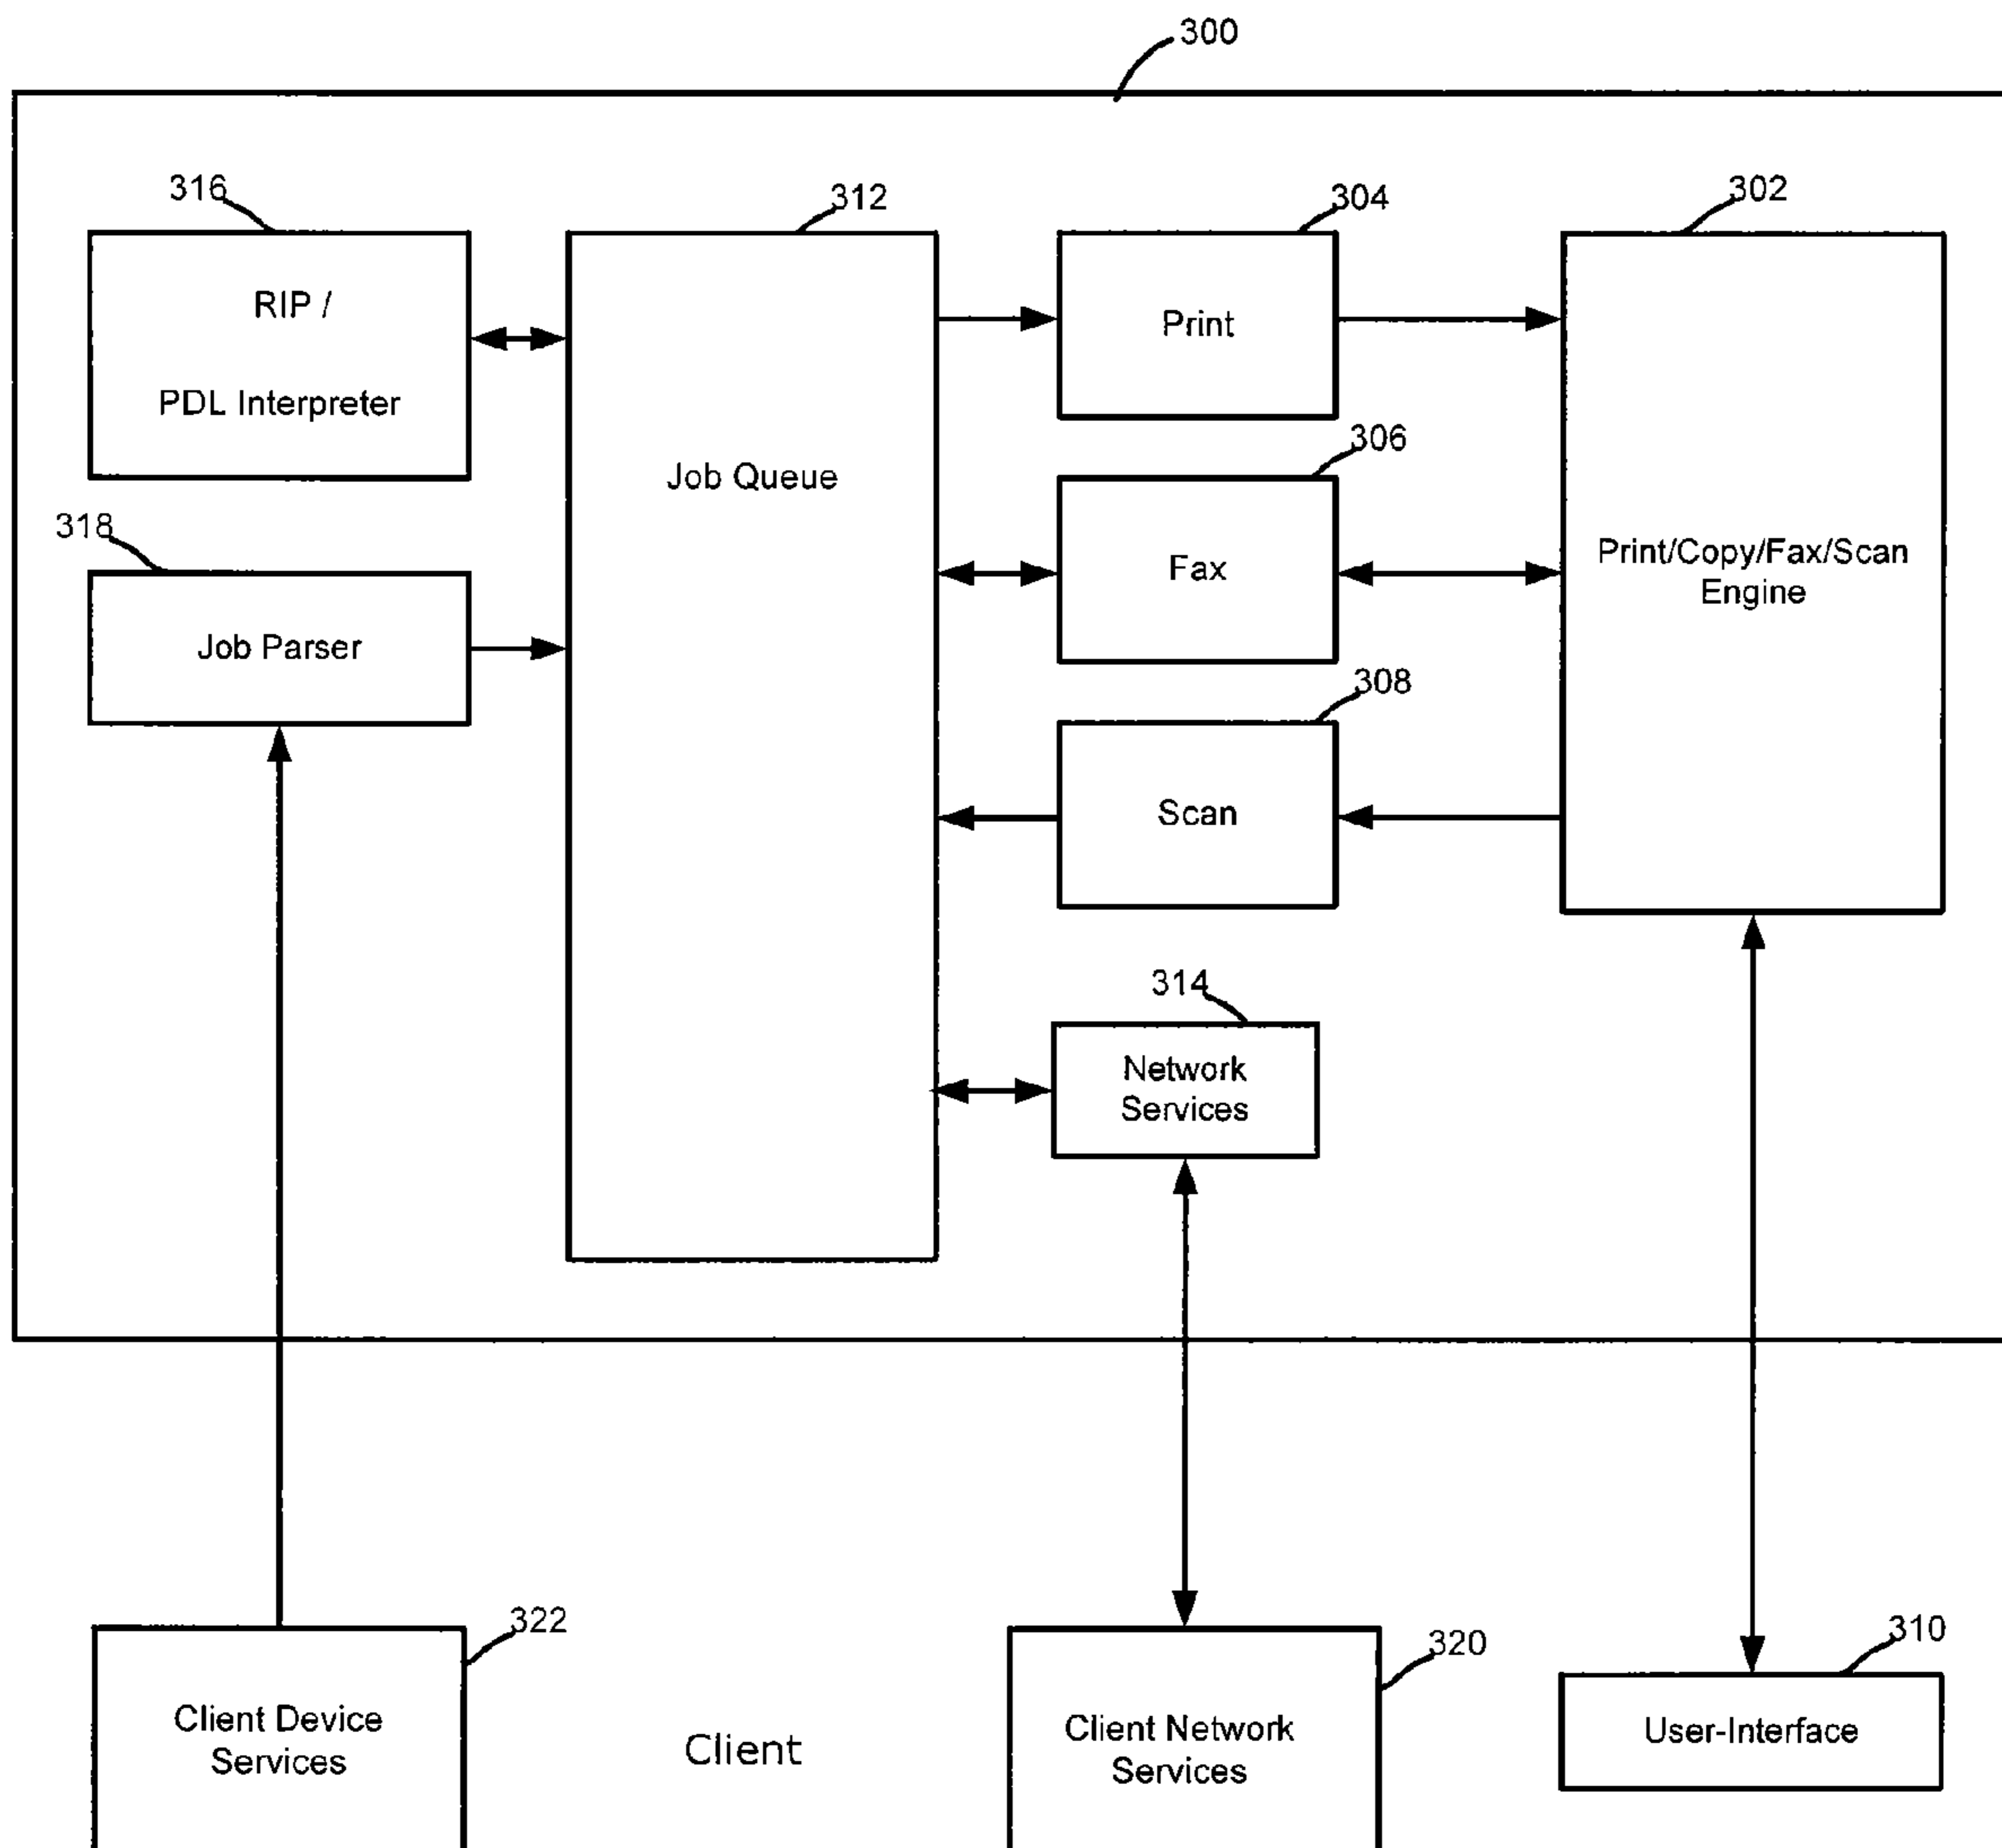 300
316
312
304
302
RIP /
PDL Interpreter
Job Queue
Print
Print/Copy/Fax/Scan
Engine
306
Fax
318
Job Parser
308
Scan
314
Network
Services
322
Client Device
Services
Client
320
Client Network
Services
310
User-Interface